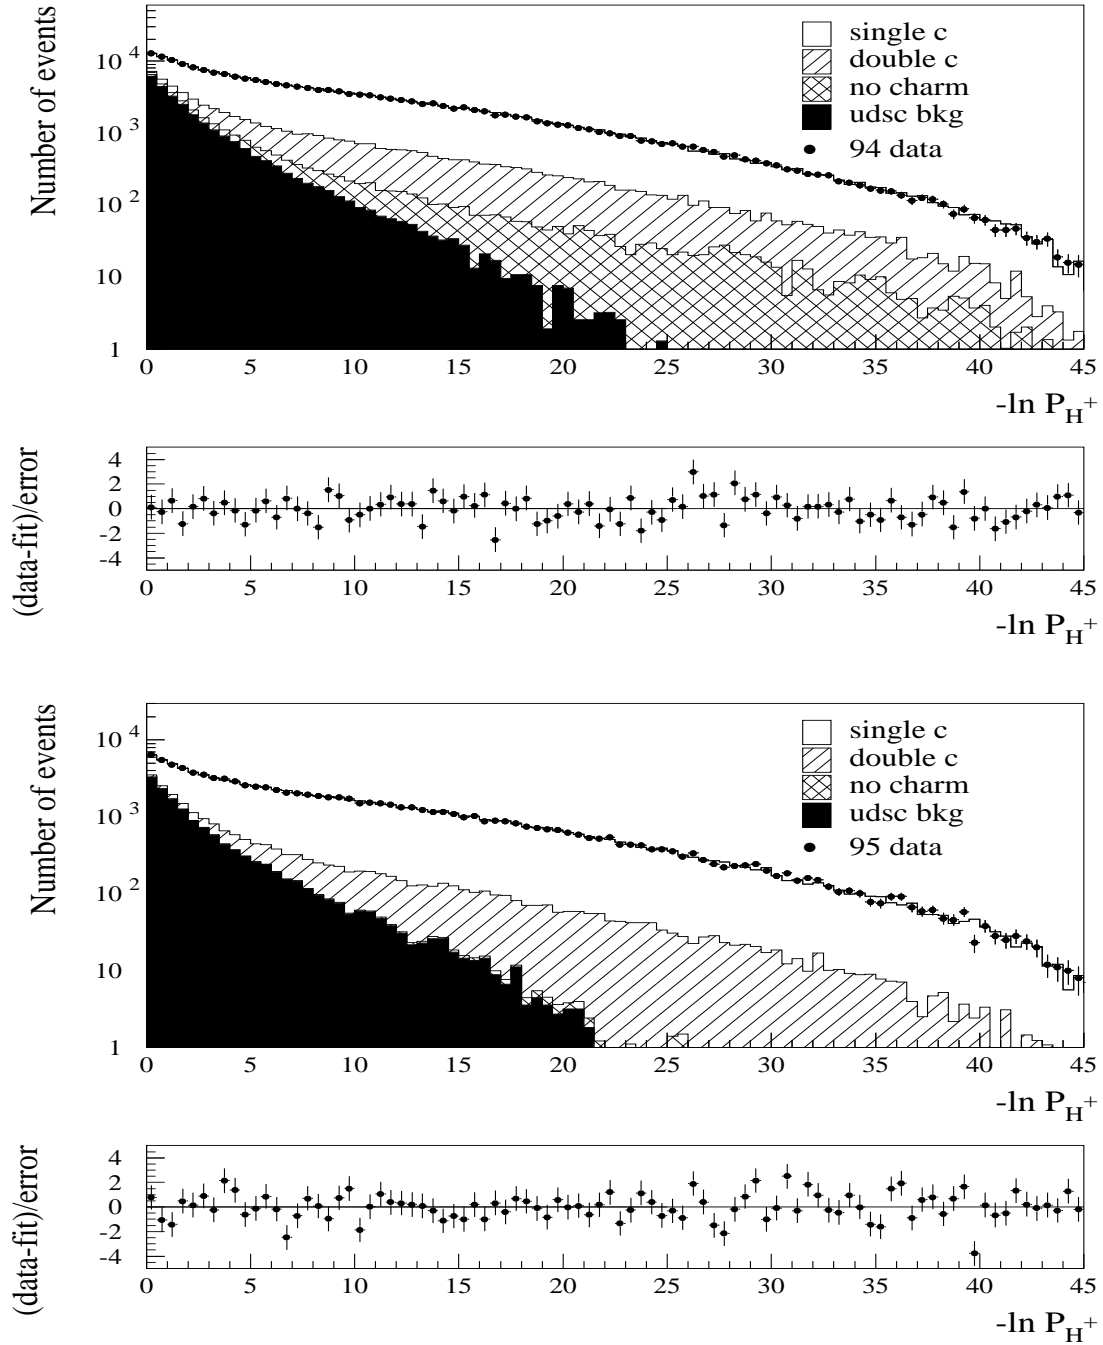 Number of events
10 4
10 3
10 2
10
1
single c
double c
no charm
udsc bkg
94 data
0 5 10 15 20 25 30 35 40 45
-ln P_H+
(data-fit)/error
4
2
0
-2
-4
0 5 10 15 20 25 30 35 40 45
-ln P_H+
Number of events
10 4
10 3
10 2
10
1
single c
double c
no charm
udsc bkg
95 data
0 5 10 15 20 25 30 35 40 45
-ln P_H+
(data-fit)/error
4
2
0
-2
-4
0 5 10 15 20 25 30 35 40 45
-ln P_H+